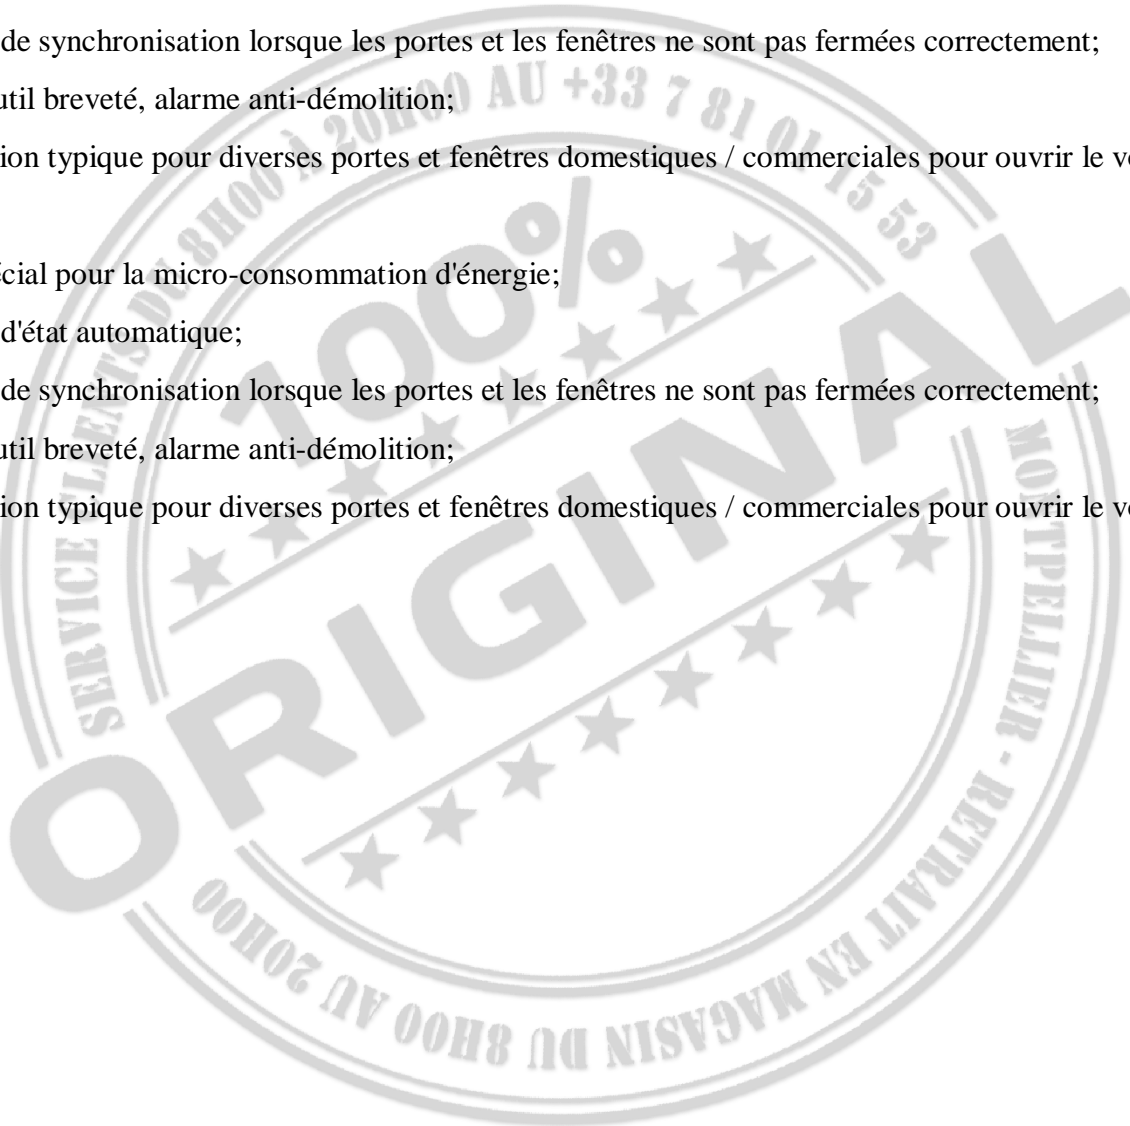 de synchronisation lorsque les portes et les fenêtres ne sont pas fermées correctement;
util breveté, alarme anti-démolition;
ion typique pour diverses portes et fenêtres domestiques / commerciales pour ouvrir le v
écial pour la micro-consommation d'énergie;
d'état automatique;
de synchronisation lorsque les portes et les fenêtres ne sont pas fermées correctement;
util breveté, alarme anti-démolition;
ion typique pour diverses portes et fenêtres domestiques / commerciales pour ouvrir le v
SERVICE CLIENTS DU 8H00 À 20H00 AU +33 7 81 01 15 53
100%
ORIGINAL
MONTPELLIER - RETRAIT EN MAGASIN DU 8H00 AU 20H00